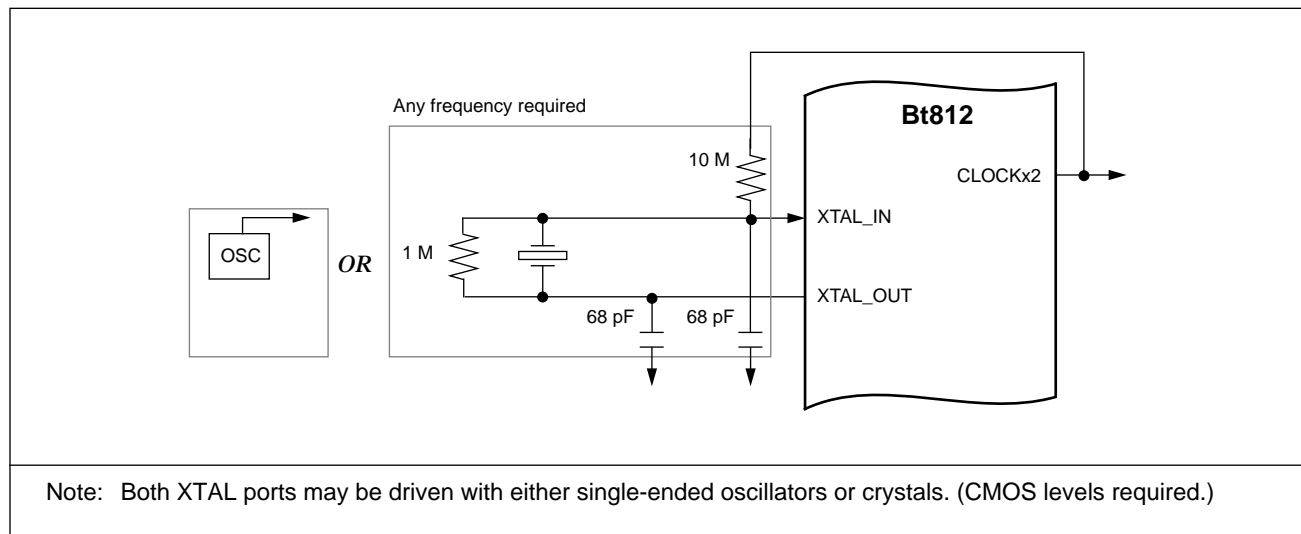 Any frequency required
Bt812
10 M
CLOCKx2
XTAL_IN
OSC
OR
1 M
XTAL_OUT
68 pF
68 pF
Note: Both XTAL ports may be driven with either single-ended oscillators or crystals. (CMOS levels required.)